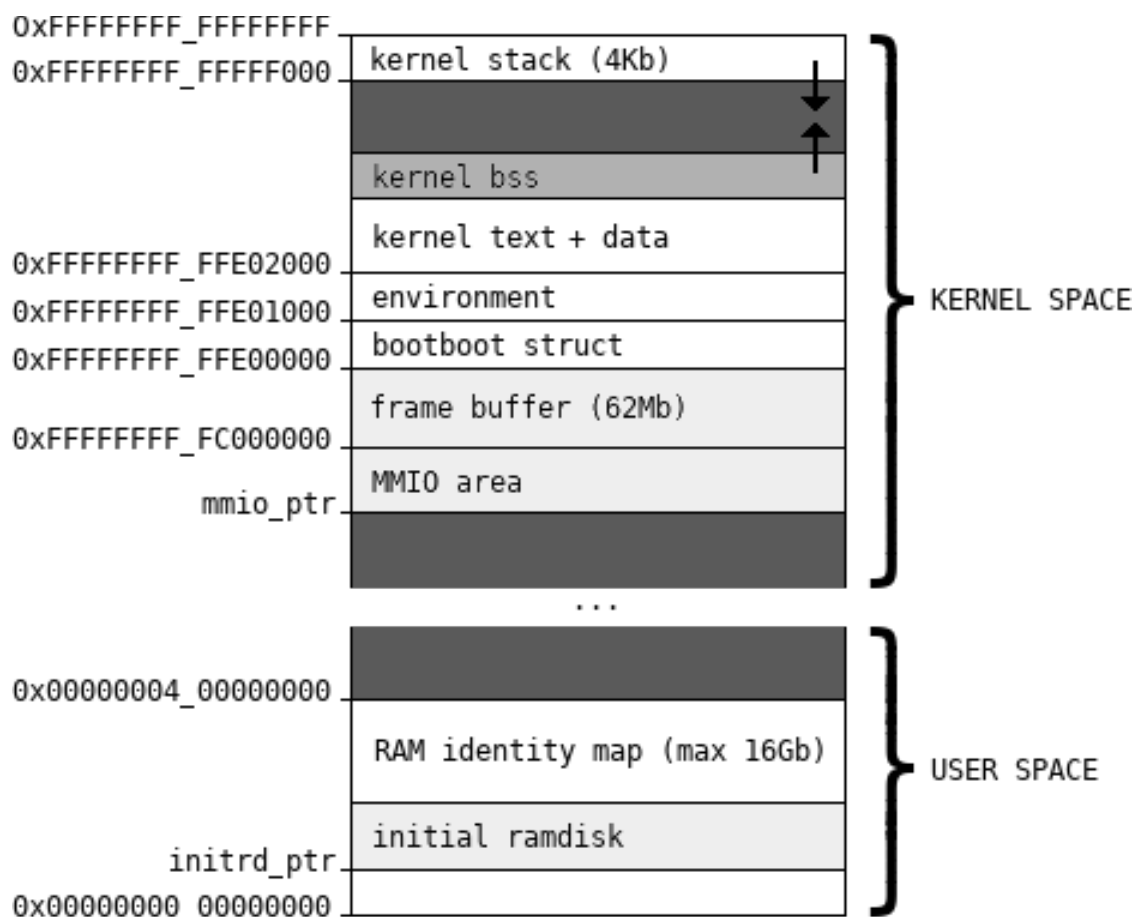 0xFFFFFFFF_FFFFFFFF
kernel stack (4Kb)
0xFFFFFFFF_FFFFF000
kernel bss
kernel text + data
0xFFFFFFFF_FFE02000
environment
KERNEL SPACE
0xFFFFFFFF_FFE01000
bootboot struct
0xFFFFFFFF_FFE00000
frame buffer (62Mb)
0xFFFFFFFF_FC000000
MMIO area
mmio_ptr
...
0x00000004_00000000
RAM identity map (max 16Gb)
USER SPACE
initial ramdisk
initrd_ptr
0x00000000_00000000